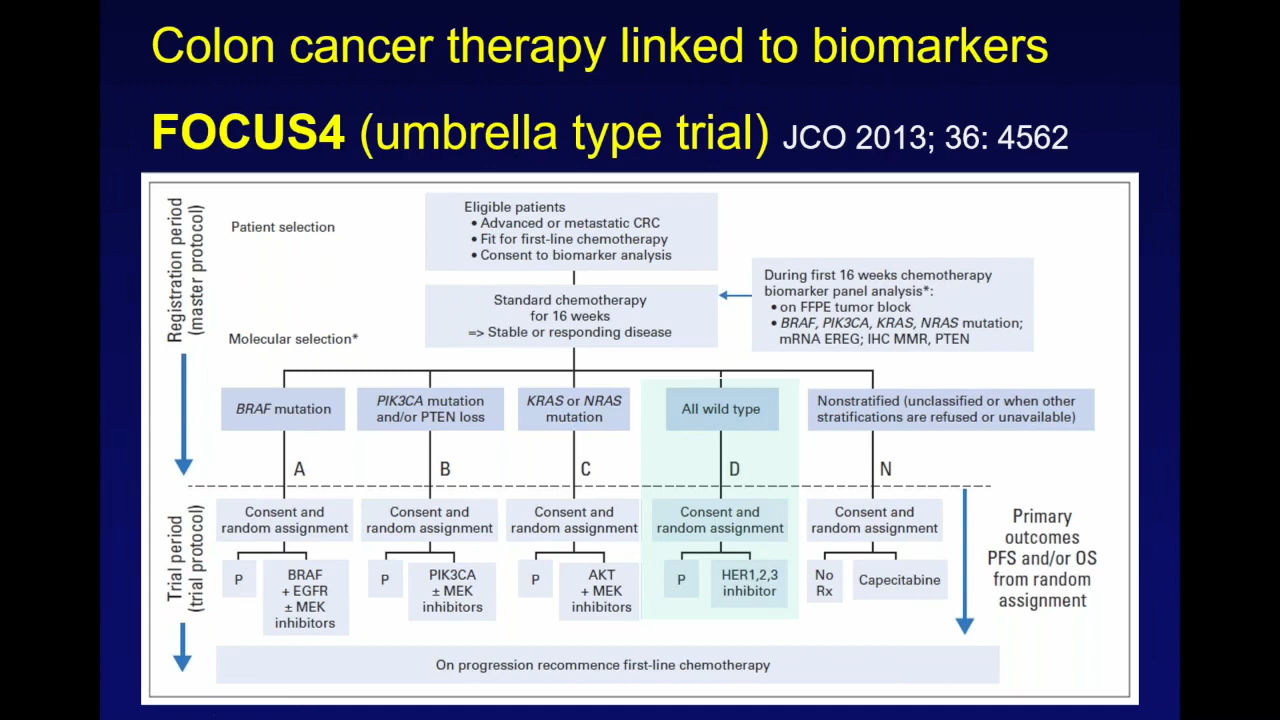 Colon cancer therapy linked to biomarkers
FOCUS4 (umbrella type trial) JCO 2013; 36: 4562
Registration period
(master protocol)
Patient selection
Eligible patients
• Advanced or metastatic CRC
• Fit for first-line chemotherapy
• Consent to biomarker analysis
Standard chemotherapy
for 16 weeks
=> Stable or responding disease
During first 16 weeks chemotherapy
biomarker panel analysis*:
• on FFPE tumor block
• BRAF, PIK3CA, KRAS, NRAS mutation;
mRNA EREG; IHC MMR, PTEN
Molecular selection*
BRAF mutation
PIK3CA mutation
and/or PTEN loss
KRAS or NRAS
mutation
All wild type
Nonstratified (unclassified or when other
stratifications are refused or unavailable)
A
B
C
D
N
Trial period
(trial protocol)
Consent and
random assignment
Consent and
random assignment
Consent and
random assignment
Consent and
random assignment
Consent and
random assignment
P
BRAF
+ EGFR
± MEK
inhibitors
P
PIK3CA
± MEK
inhibitors
P
AKT
+ MEK
inhibitors
P
HER1,2,3
inhibitor
No
Rx
Capecitabine
Primary
outcomes
PFS and/or OS
from random
assignment
On progression recommence first-line chemotherapy